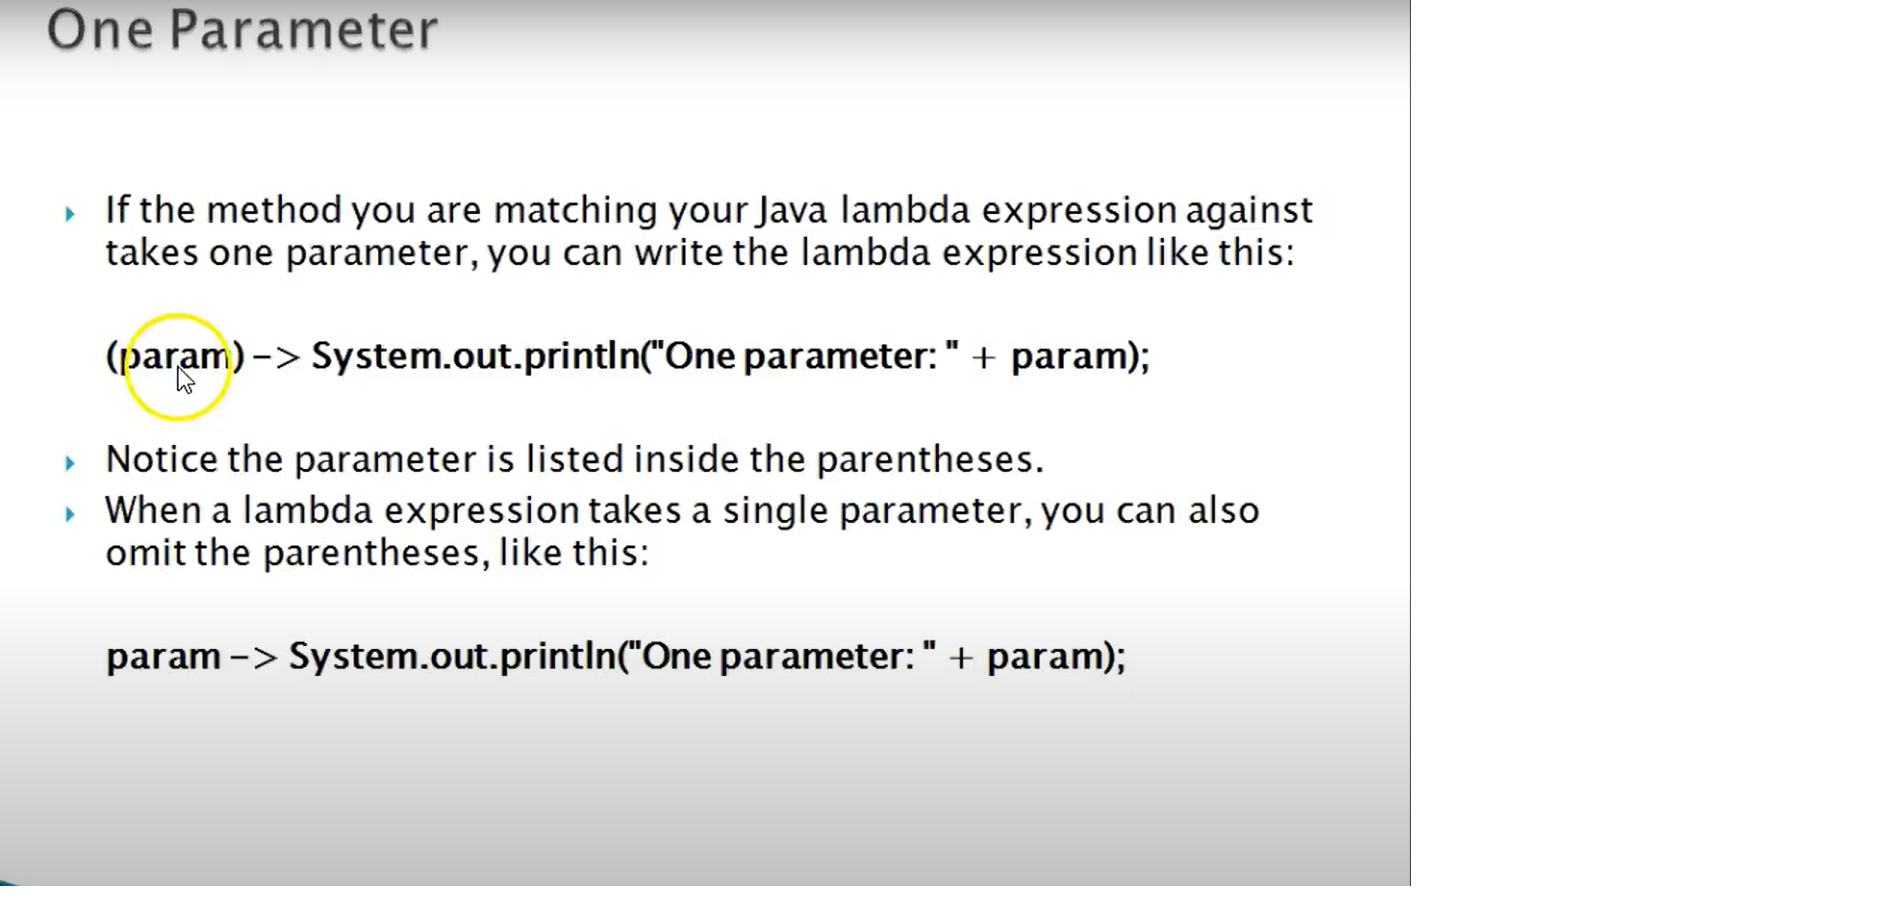 One Parameter
If the method you are matching your Java lambda expression against
takes one parameter, you can write the lambda expression like this:
(param) -> System.out.println("One parameter: " + param);
Notice the parameter is listed inside the parentheses.
When a lambda expression takes a single parameter, you can also
omit the parentheses, like this:
param -> System.out.println("One parameter: " + param);